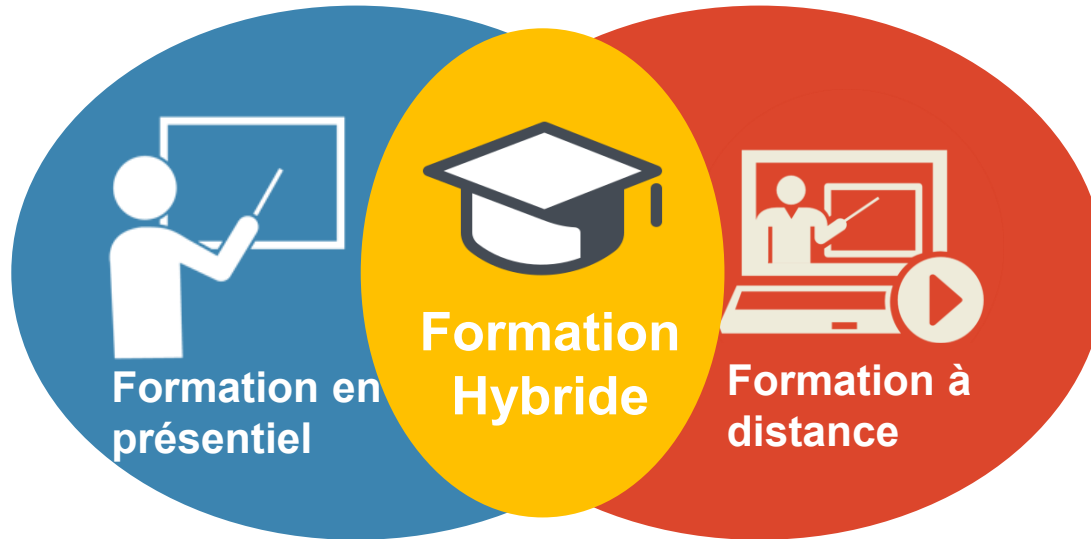 Formation en
présentiel
Formation
Hybride
Formation à
distance